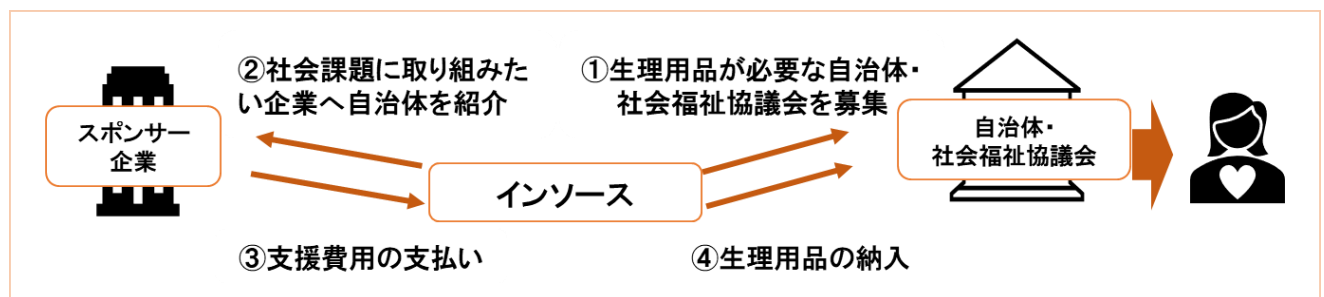 ②社会課題に取り組みた
い企業へ自治体を紹介
①生理用品が必要な自治体・
社会福祉協議会を募集
スポンサー
企業
インソース
自治体・
社会福祉協議会
③支援費用の支払い
④生理用品の納入